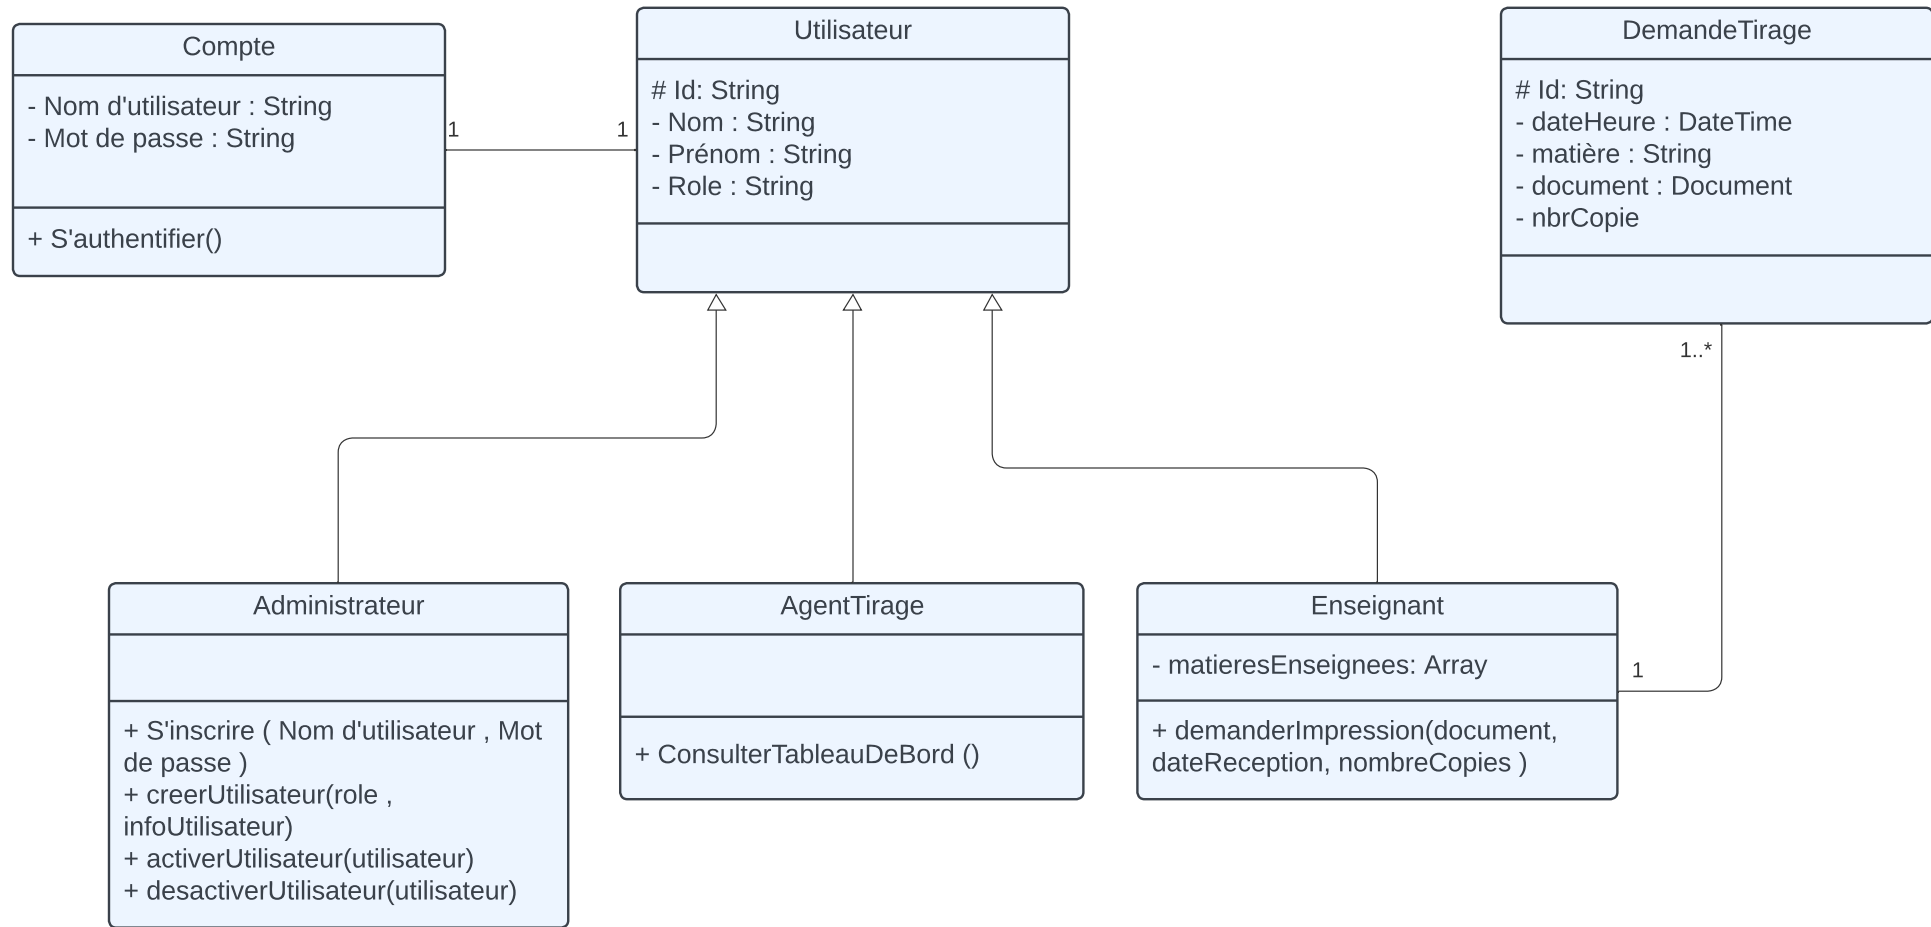 Compte
- Nom d'utilisateur : String
- Mot de passe : String
+ S'authentifier()
1
1
Utilisateur
# Id: String
- Nom : String
- Prénom : String
- Role : String
DemandeTirage
# Id: String
- dateHeure : DateTime
- matière : String
- document : Document
- nbrCopie
1..*
Administrateur
+ S'inscrire ( Nom d'utilisateur , Mot
de passe )
+ creerUtilisateur(role ,
infoUtilisateur)
+ activerUtilisateur(utilisateur)
+ desactiverUtilisateur(utilisateur)
AgentTirage
+ ConsulterTableauDeBord ()
Enseignant
- matieresEnseignees: Array
+ demanderImpression(document,
dateReception, nombreCopies )
1